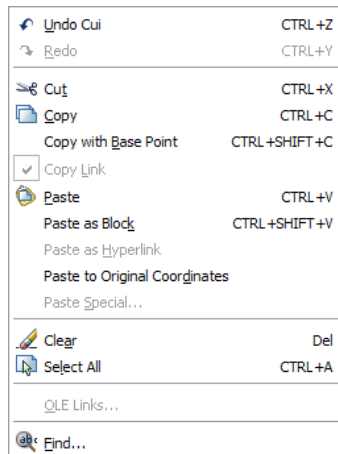 Undo Cui CTRL+Z
Redo CTRL+Y
Cut CTRL+X
Copy CTRL+C
Copy with Base Point CTRL+SHIFT+C
Copy Link
Paste CTRL+V
Paste as Block CTRL+SHIFT+V
Paste as Hyperlink
Paste to Original Coordinates
Paste Special...
Clear Del
Select All CTRL+A
OLE Links...
abc Find...